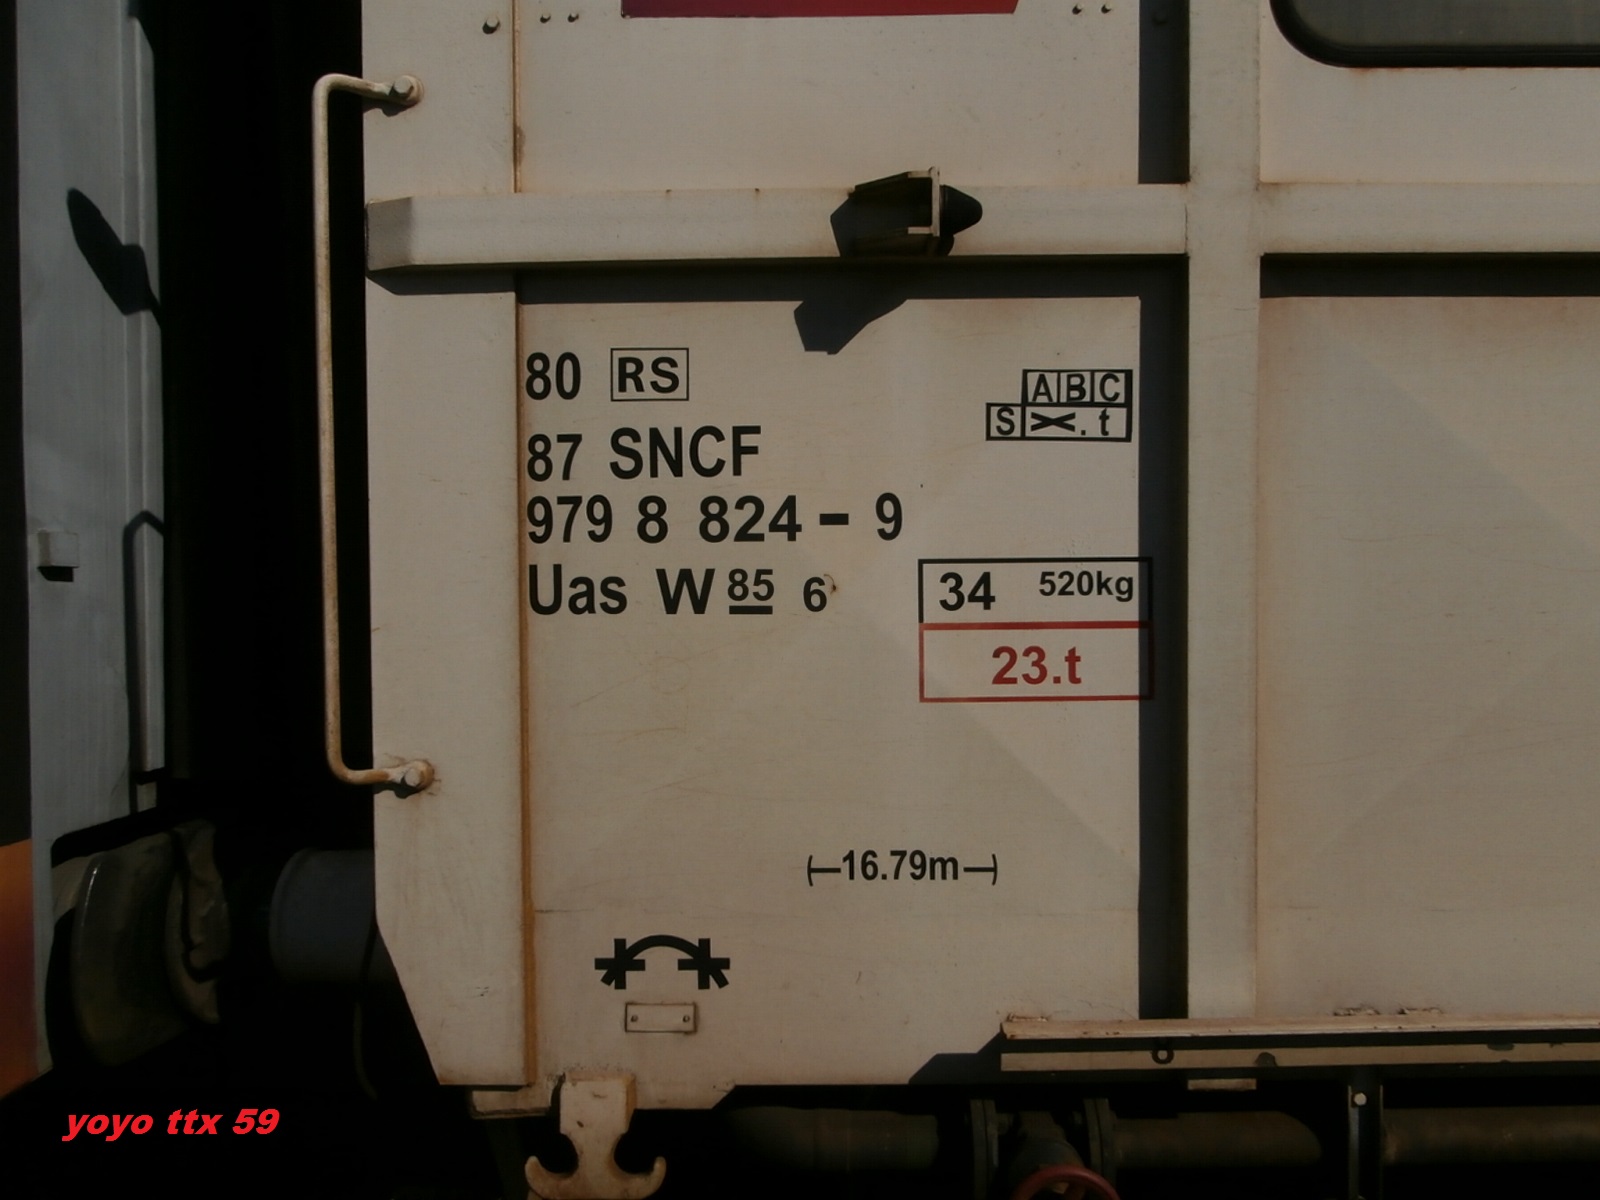 80 RS
87 SNCF
979 8 824 - 9
Uas W 85 6
ABC
S X . t
34 520kg
23.t
16.79m
yoyo ttx 59